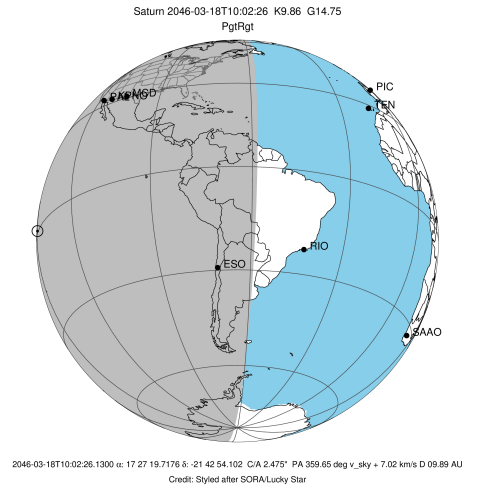 Saturn 2046-03-18T10:02:26 K9.86 G14.75
PgtRgt
PIC
TEN
MCD
RIO
ESO
SAAO
2046-03-18T10:02:26.1300 α: 17 27 19.7176 δ: -21 42 54.102 C/A 2.475" PA 359.65 deg v_sky + 7.02 km/s D 09.89 AU
Credit: Styled after SORA/Lucky Star